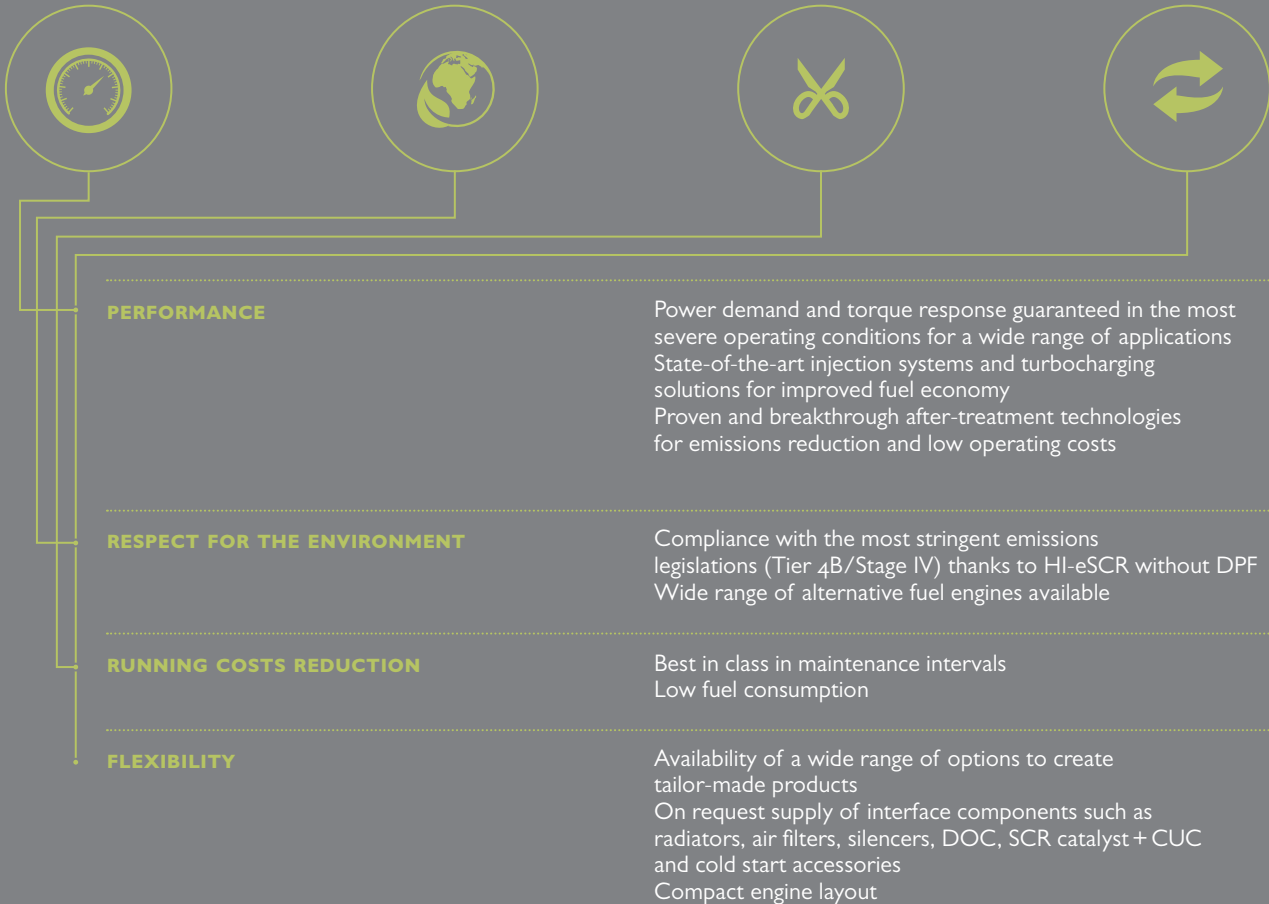 PERFORMANCE
Power demand and torque response guaranteed in the most
severe operating conditions for a wide range of applications
State-of-the-art injection systems and turbocharging
solutions for improved fuel economy
Proven and breakthrough after-treatment technologies
for emissions reduction and low operating costs
RESPECT FOR THE ENVIRONMENT
Compliance with the most stringent emissions
legislations (Tier 4B/Stage IV) thanks to HI-eSCR without DPF
Wide range of alternative fuel engines available
RUNNING COSTS REDUCTION
Best in class in maintenance intervals
Low fuel consumption
FLEXIBILITY
Availability of a wide range of options to create
tailor-made products
On request supply of interface components such as
radiators, air filters, silencers, DOC, SCR catalyst + CUC
and cold start accessories
Compact engine layout